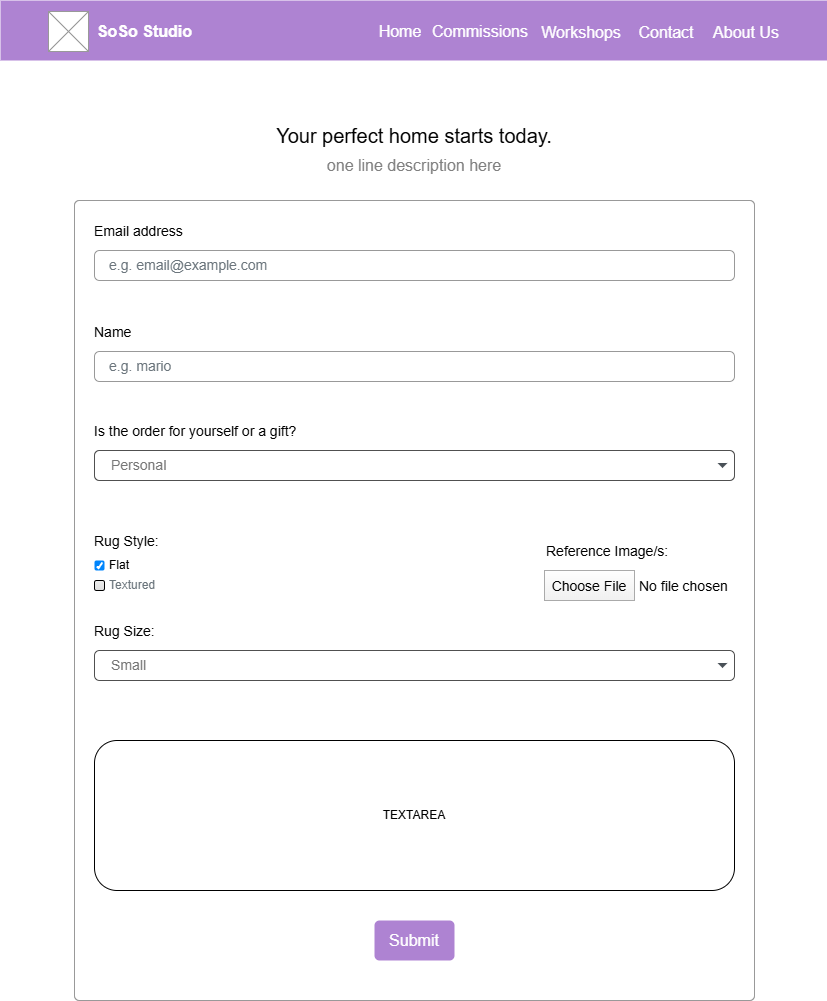 SoSo Studio Home Commissions Workshops Contact About Us
Your perfect home starts today.
one line description here
Email address
e.g. email@example.com
Name
e.g. mario
Is the order for yourself or a gift?
Personal
Rug Style:
Flat
Textured
Reference Image/s:
Choose File No file chosen
Rug Size:
Small
TEXTAREA
Submit